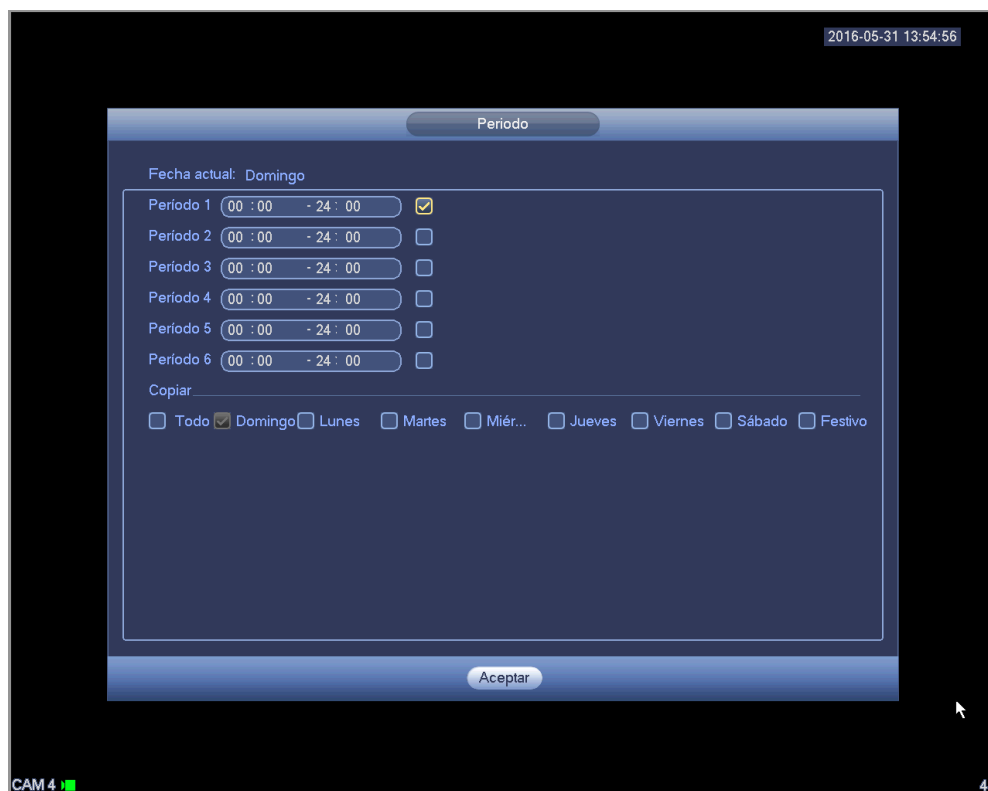 2016-05-31 13:54:56
Periodo
Fecha actual: Domingo
Período 1 00 :00 - 24 : 00
Período 2 00 :00 - 24 : 00
Período 3 00 :00 - 24 : 00
Período 4 00 :00 - 24 : 00
Período 5 00 :00 - 24 : 00
Período 6 00 :00 - 24 : 00
Copiar
Todo Domingo Lunes Martes Miér... Jueves Viernes Sábado Festivo
Aceptar
CAM 4 4